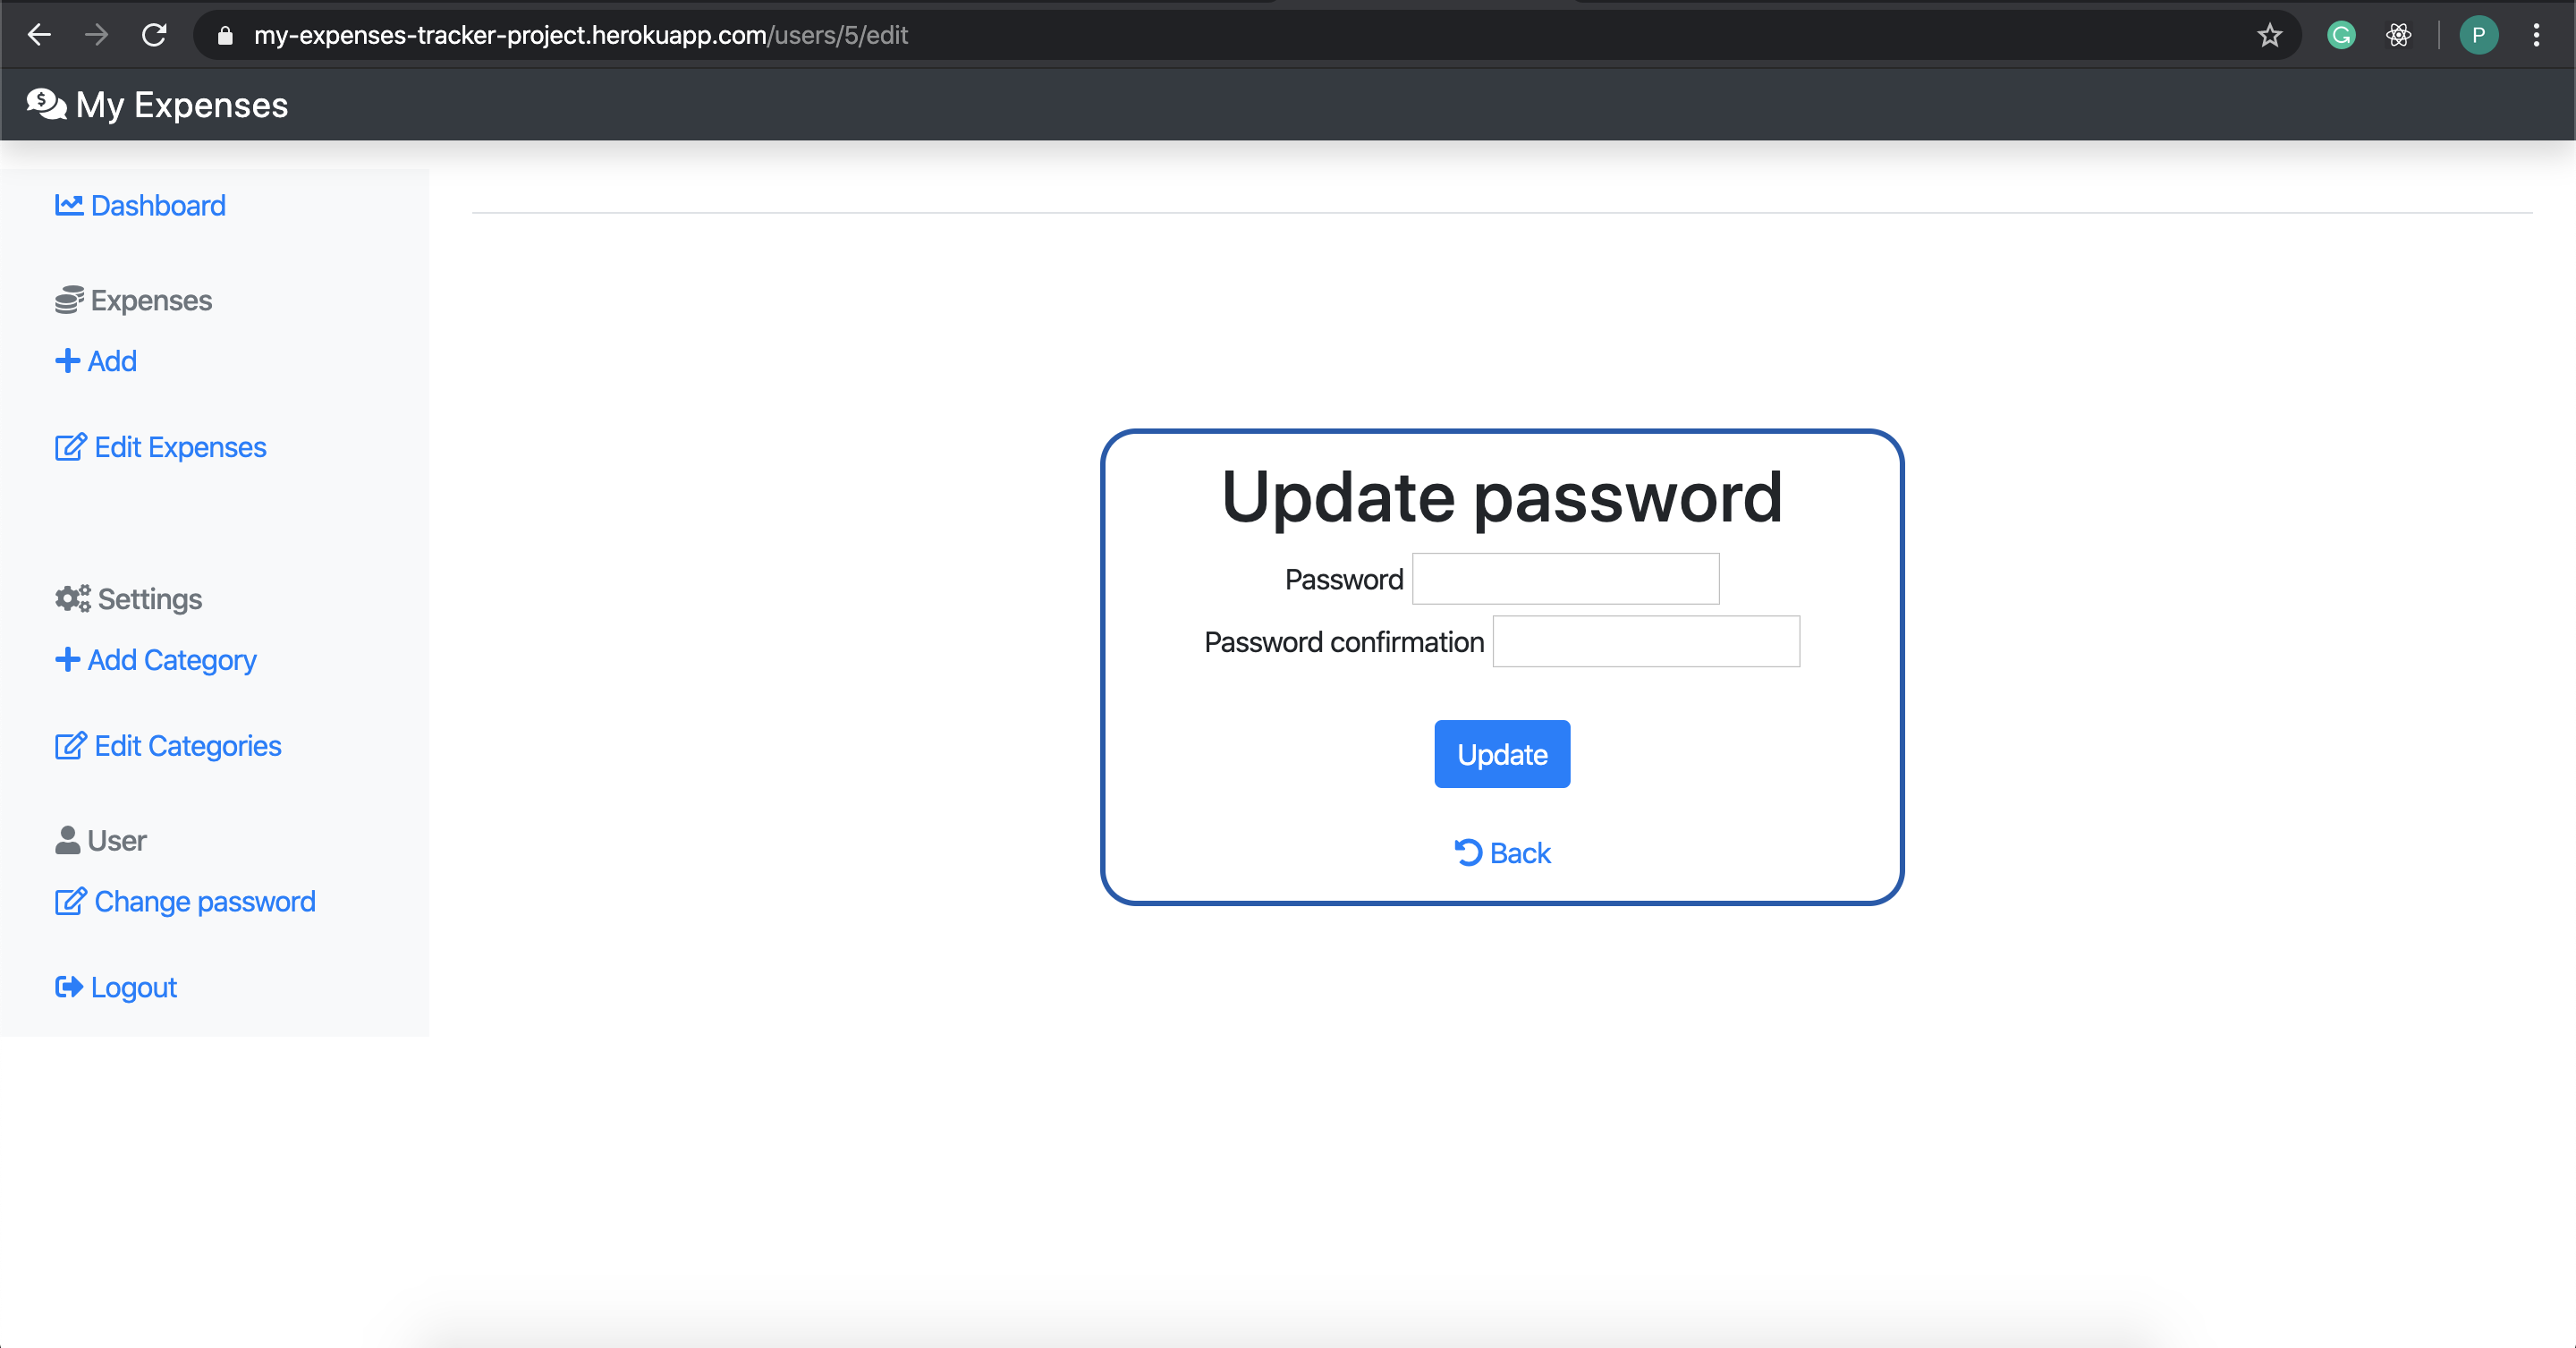 my-expenses-tracker-project.herokuapp.com/users/5/edit
P
My Expenses
Dashboard
Expenses
Add
Edit Expenses
Settings
Add Category
Edit Categories
User
Change password
Logout
Update password
Password
Password confirmation
Update
Back